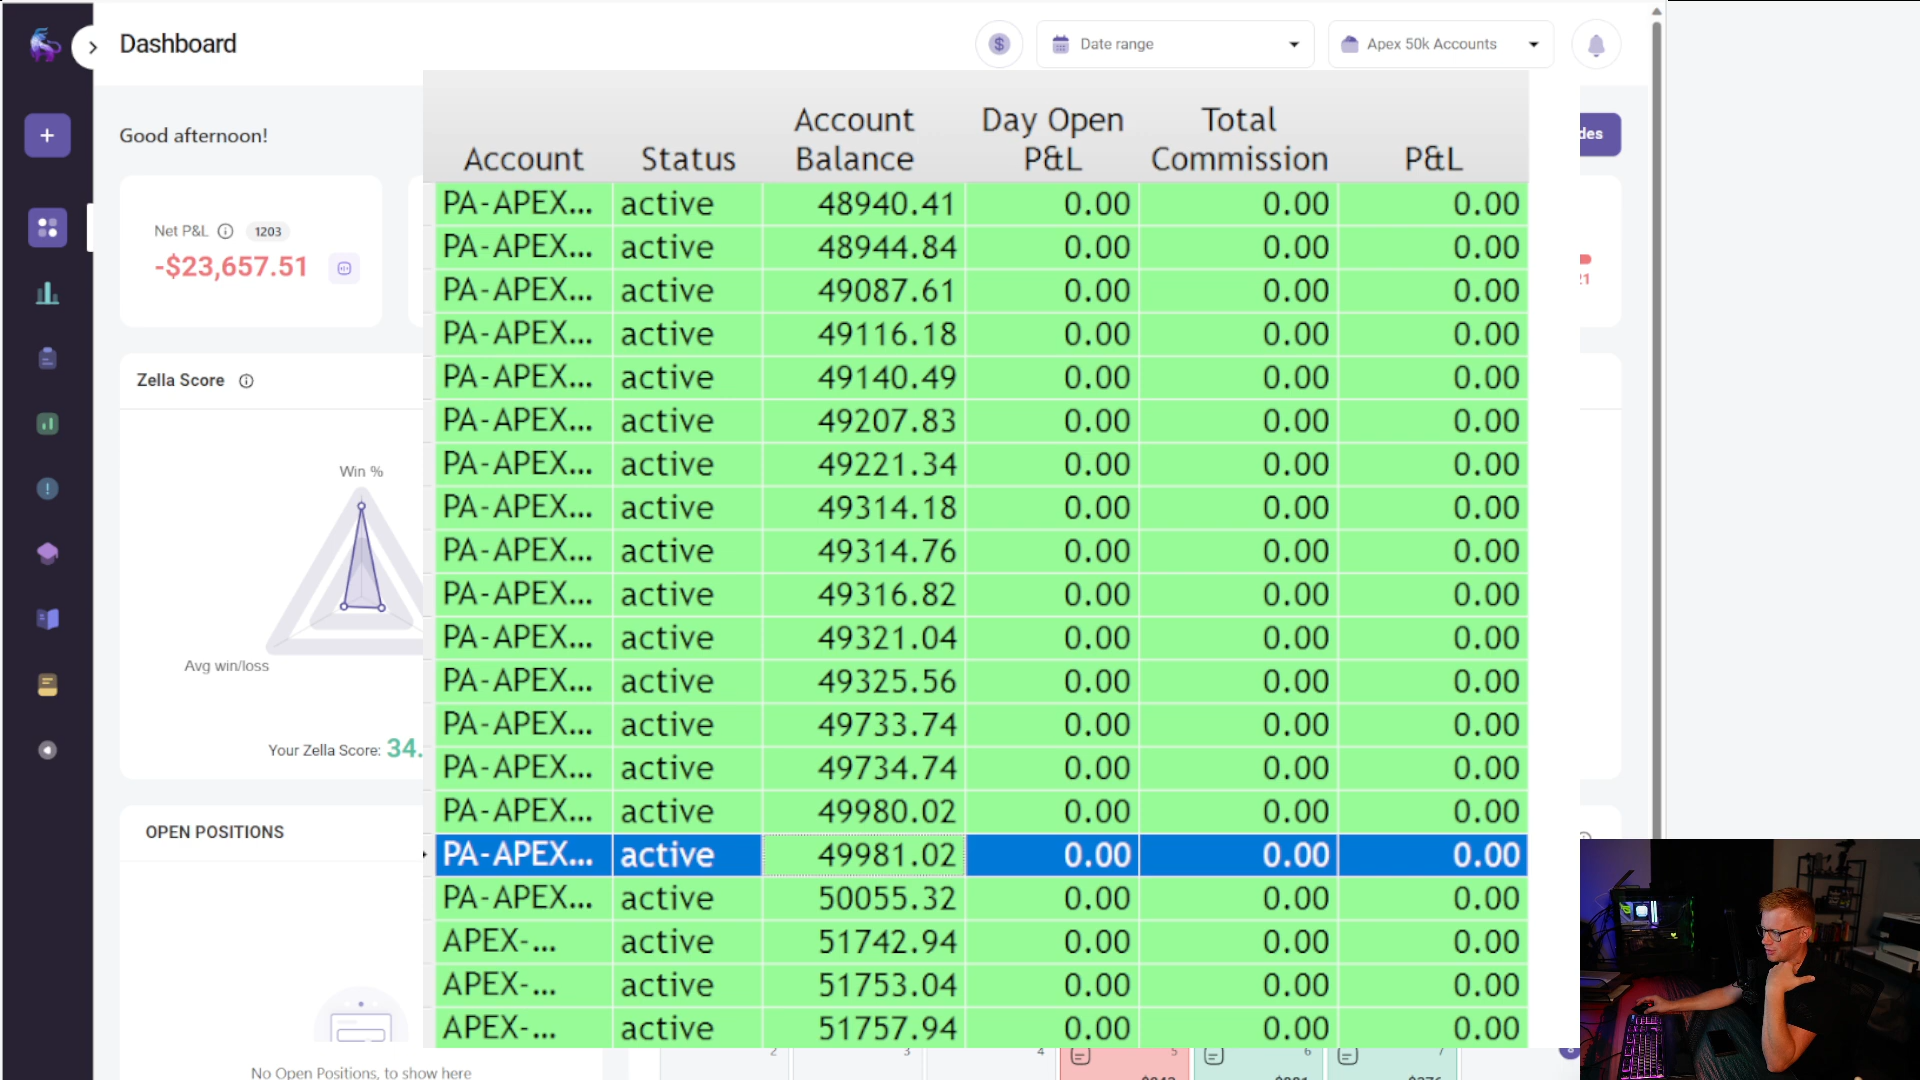 Dashboard
$
Date range
Apex 50k Accounts
Good afternoon!
Net P&L
1203
-$23,657.51
Zella Score
Win %
Avg win/loss
Your Zella Score: 34.
OPEN POSITIONS
No Open Positions, to show here
Account Status Account Balance Day Open P&L Total Commission P&L
PA-APEX... active 48940.41 0.00 0.00 0.00
PA-APEX... active 48944.84 0.00 0.00 0.00
PA-APEX... active 49087.61 0.00 0.00 0.00
PA-APEX... active 49116.18 0.00 0.00 0.00
PA-APEX... active 49140.49 0.00 0.00 0.00
PA-APEX... active 49207.83 0.00 0.00 0.00
PA-APEX... active 49221.34 0.00 0.00 0.00
PA-APEX... active 49314.18 0.00 0.00 0.00
PA-APEX... active 49314.76 0.00 0.00 0.00
PA-APEX... active 49316.82 0.00 0.00 0.00
PA-APEX... active 49321.04 0.00 0.00 0.00
PA-APEX... active 49325.56 0.00 0.00 0.00
PA-APEX... active 49733.74 0.00 0.00 0.00
PA-APEX... active 49734.74 0.00 0.00 0.00
PA-APEX... active 49980.02 0.00 0.00 0.00
PA-APEX... active 49981.02 0.00 0.00 0.00
PA-APEX... active 50055.32 0.00 0.00 0.00
APEX-... active 51742.94 0.00 0.00 0.00
APEX-... active 51753.04 0.00 0.00 0.00
APEX-... active 51757.94 0.00 0.00 0.00
des
21
2 3 4 5 6 7